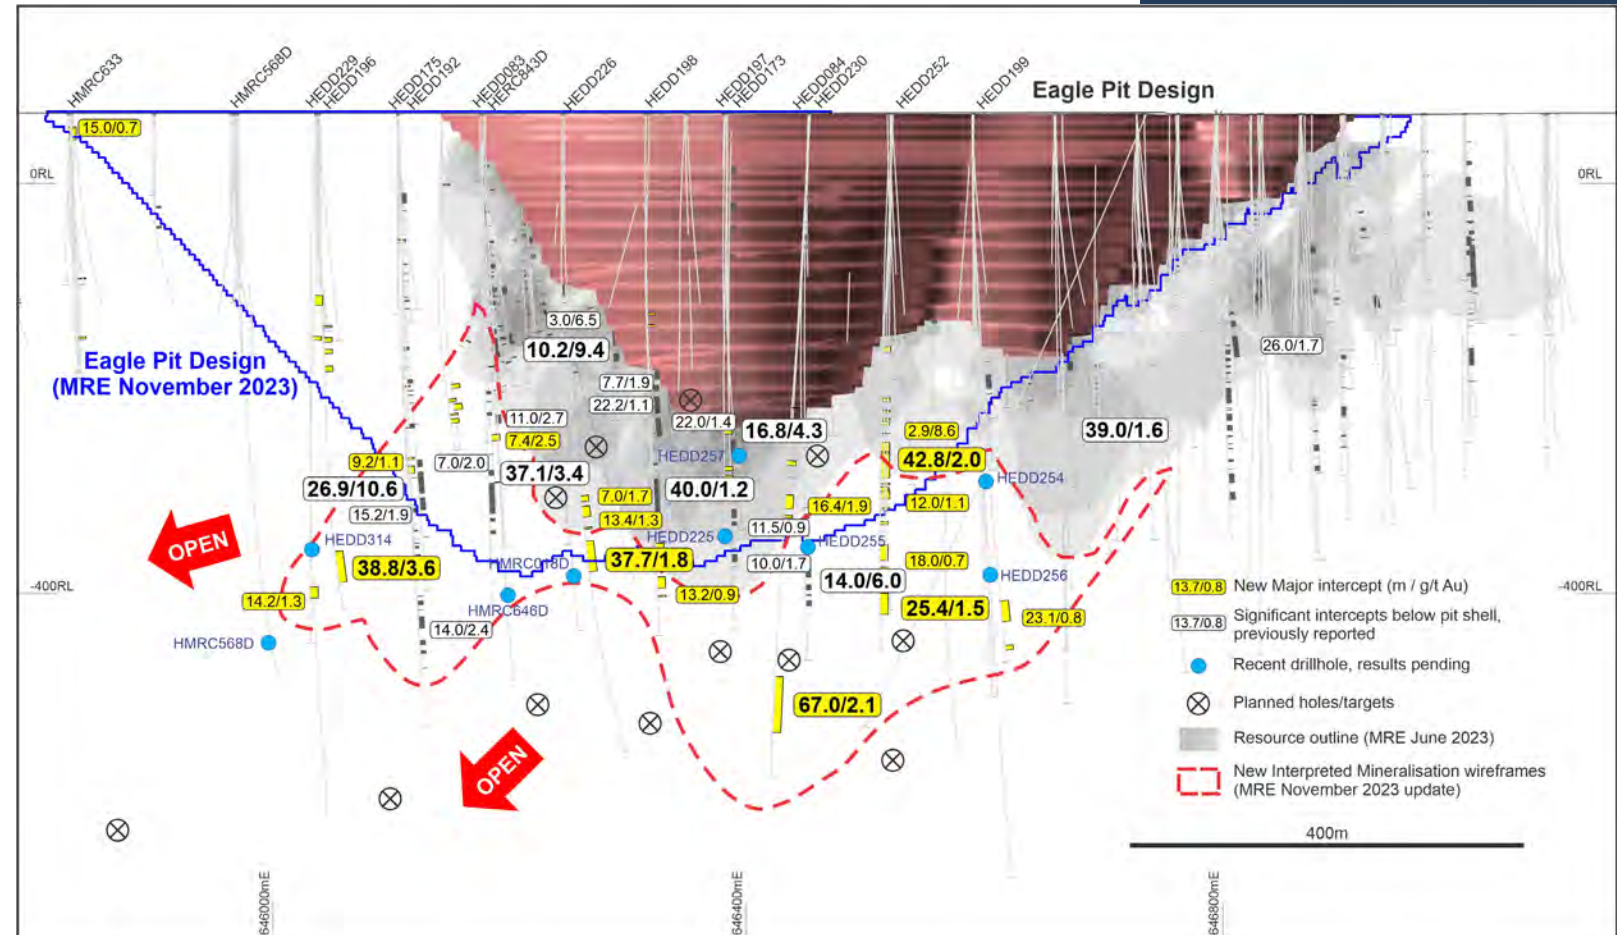 HMRC633
HMRC568D
HEDD229
HEDD196
HEDD175
HEDD192
HEDD083
HERC843D
HEDD226
HEDD198
HEDD197
HEDD173
HEDD084
HEDD230
HEDD252
HEDD199
Eagle Pit Design
15.0/0.7
0RL
0RL
3.0/6.5
10.2/9.4
26.0/1.7
Eagle Pit Design
(MRE November 2023)
7.7/1.9
22.2/1.1
11.0/2.7
22.0/1.4
16.8/4.3
2.9/8.6
39.0/1.6
7.4/2.5
9.2/1.1
7.0/2.0
HEDD257
42.8/2.0
37.1/3.4
HEDD254
26.9/10.6
40.0/1.2
7.0/1.7
16.4/1.9
12.0/1.1
15.2/1.9
13.4/1.3
11.5/0.9
OPEN
HEDD314
HEDD225
HEDD255
38.8/3.6
HMRC018D
37.7/1.8
10.0/1.7
18.0/0.7
14.0/6.0
HEDD256
-400RL
-400RL
14.2/1.3
13.2/0.9
HMRC646D
25.4/1.5
23.1/0.8
14.0/2.4
HMRC568D
67.0/2.1
OPEN
13.7/0.8 New Major intercept (m / g/t Au)
13.7/0.8 Significant intercepts below pit shell,
previously reported
Recent drillhole, results pending
Planned holes/targets
Resource outline (MRE June 2023)
New Interpreted Mineralisation wireframes
(MRE November 2023 update)
400m
646000mE
646400mE
646800mE